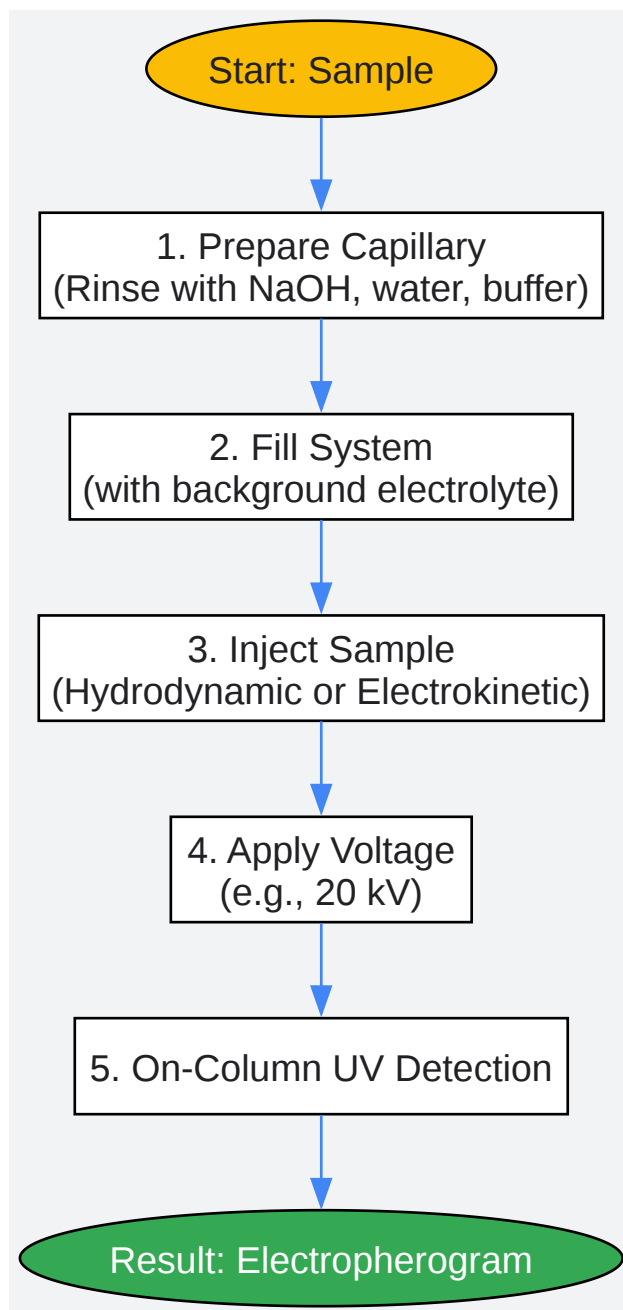 Start: Sample
1. Prepare Capillary
(Rinse with NaOH, water, buffer)
2. Fill System
(with background electrolyte)
3. Inject Sample
(Hydrodynamic or Electrokinetic)
4. Apply Voltage
(e.g., 20 kV)
5. On-Column UV Detection
Result: Electropherogram